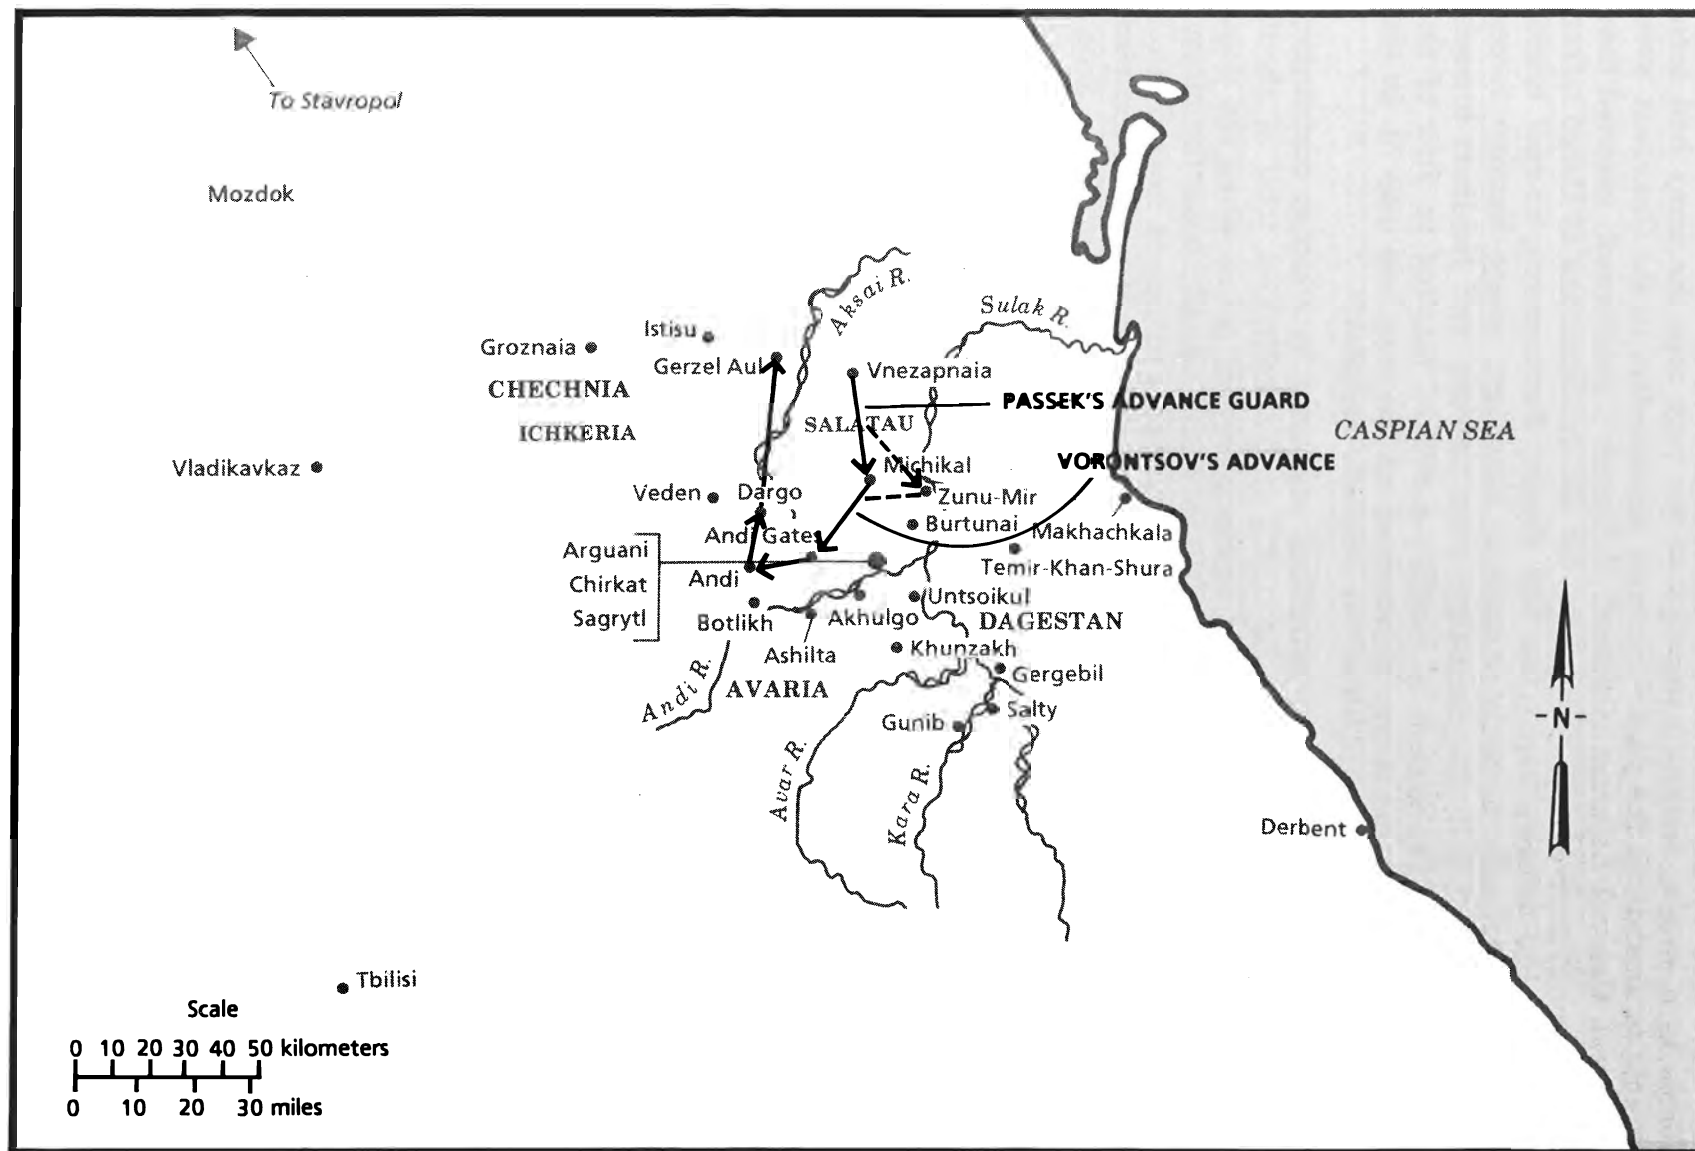 To Stavropol
Mozdok
Aksai R.
Sulak R.
Istisu
Groznaia
Gerzel Aul
Vnezapnaia
CHECHNIA
PASSEK'S ADVANCE GUARD
SALATAU
ICHKERIA
CASPIAN SEA
Michikal
VORONTSOV'S ADVANCE
Vladikavkaz
Veden
Dargo
Zunu-Mir
Burtunai
Andi Gates
Makhachkala
Arguani
Temir-Khan-Shura
Andi
Chirkat
Untsoikul
Sagrytl
Botlikh
Akhulgo
DAGESTAN
Ashilta
Khunzakh
Gergebil
Andi R.
AVARIA
Salty
Gunib
N
Avar R.
Kara R.
Derbent
Tbilisi
Scale
0 10 20 30 40 50 kilometers
0 10 20 30 miles